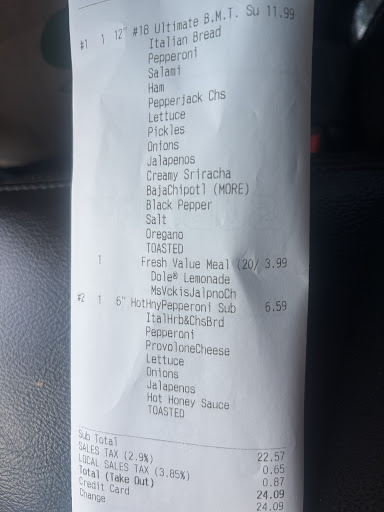 #1 1 12" #18 Ultimate B.M.T. Su 11.99
Italian Bread
Pepperoni
Salami
Ham
Pepperjack Chs
Lettuce
Pickles
Onions
Jalapenos
Creamy Sriracha
BajaChipotl (MORE)
Black Pepper
Salt
Oregano
TOASTED
1 Fresh Value Meal (20/ 3.99
Dole® Lemonade
MsVckisJalpnoCh
#2 1 6" HotHnyPepperoni Sub 6.59
ItalHrb&ChsBrd
Pepperoni
ProvoloneCheese
Lettuce
Onions
Jalapenos
Hot Honey Sauce
TOASTED
Sub Total 22.57
SALES TAX (2.9%) 0.65
LOCAL SALES TAX (3.85%) 0.87
Total (Take Out) 24.09
Credit Card 24.09
Change